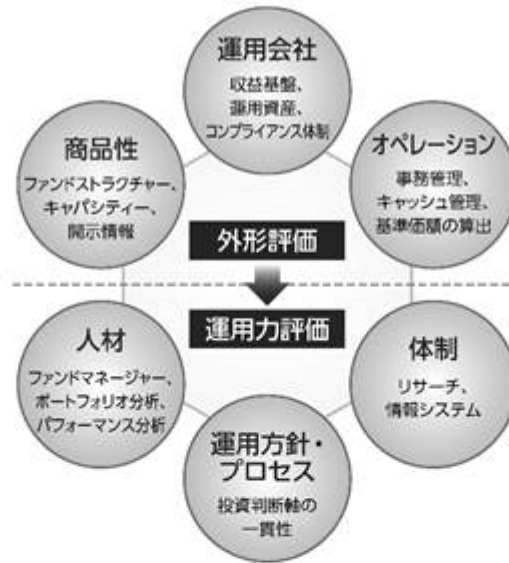 運用会社
収益基盤、
運用資産、
コンプライアンス体制
商品性
ファンドストラクチャー、
キャパシティー、
開示情報
オペレーション
事務管理、
キャッシュ管理、
基準価額の算出
外形評価
運用力評価
人材
ファンドマネージャー、
ポートフォリオ分析、
パフォーマンス分析
体制
リサーチ、
情報システム
運用方針・
プロセス
投資判断軸の
一貫性